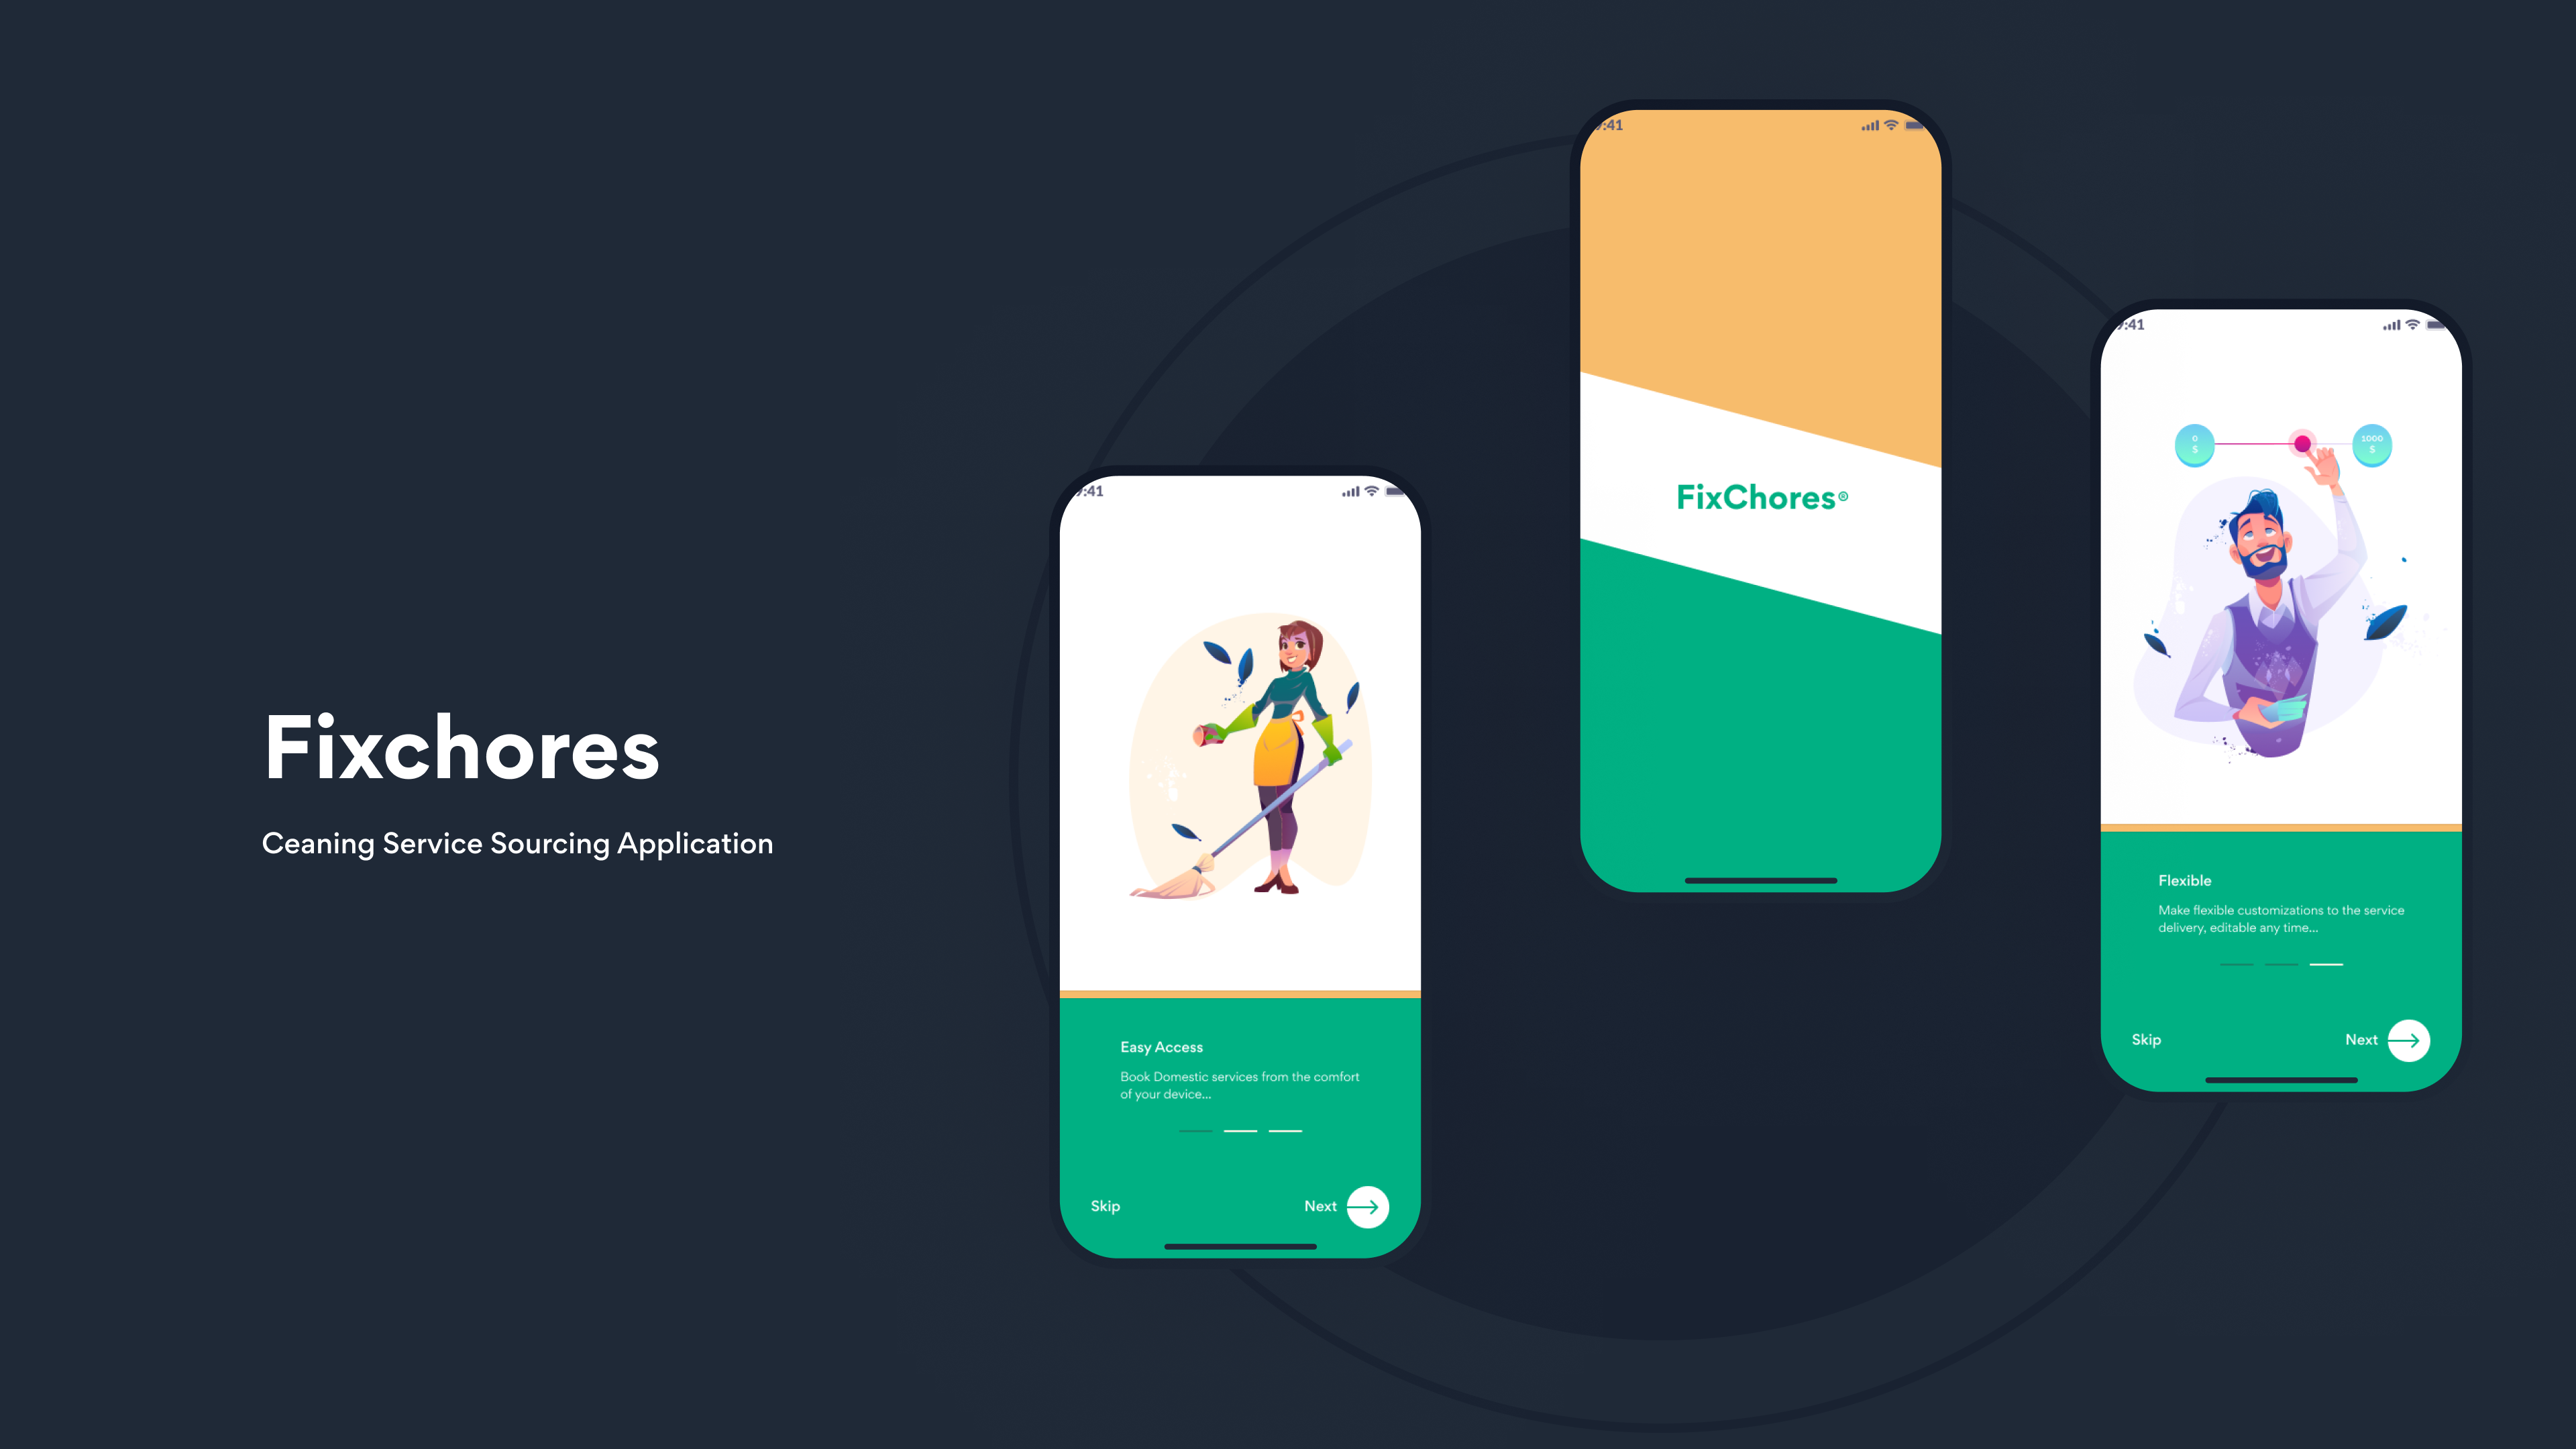 Fixchores
Ceaning Service Sourcing Application
9:41
Easy Access
Book Domestic services from the comfort
of your device...
Skip
Next
9:41
FixChores®
9:41
0
$
1000
$
Flexible
Make flexible customizations to the service
delivery, editable any time...
Skip
Next